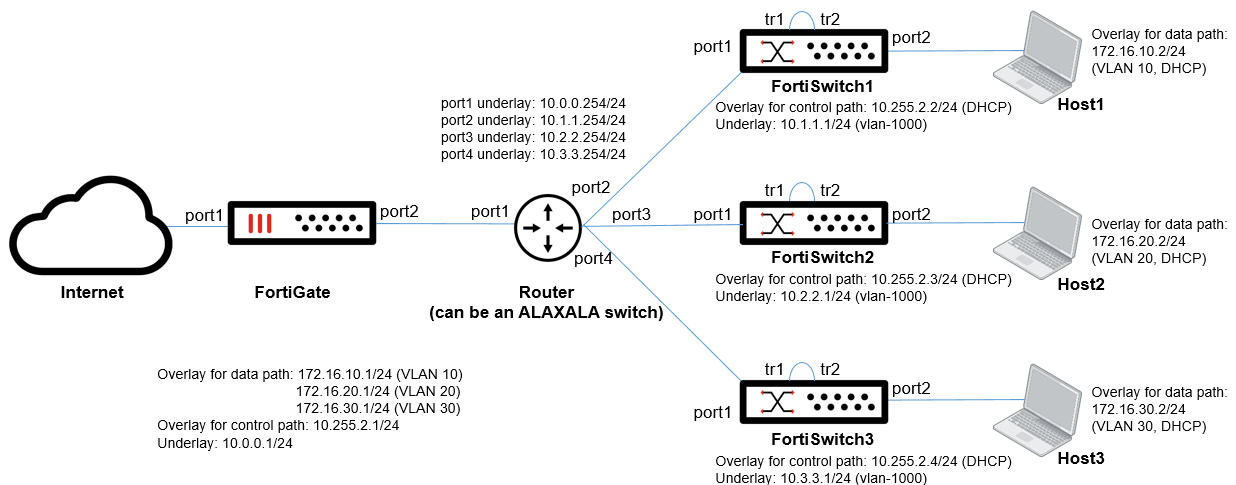 tr1 tr2
port1
port2
FortiSwitch1
Overlay for control path: 10.255.2.2/24 (DHCP)
Underlay: 10.1.1.1/24 (vlan-1000)
Overlay for data path:
172.16.10.2/24
(VLAN 10, DHCP)
Host1
port1 underlay: 10.0.0.254/24
port2 underlay: 10.1.1.254/24
port3 underlay: 10.2.2.254/24
port4 underlay: 10.3.3.254/24
Internet
port1
port2
FortiGate
port1
port2
port3
port4
Router
(can be an ALAXALA switch)
tr1 tr2
port1
port2
FortiSwitch2
Overlay for control path: 10.255.2.3/24 (DHCP)
Underlay: 10.2.2.1/24 (vlan-1000)
Overlay for data path:
172.16.20.2/24
(VLAN 20, DHCP)
Host2
Overlay for data path: 172.16.10.1/24 (VLAN 10)
172.16.20.1/24 (VLAN 20)
172.16.30.1/24 (VLAN 30)
Overlay for control path: 10.255.2.1/24
Underlay: 10.0.0.1/24
tr1 tr2
port1
port2
FortiSwitch3
Overlay for control path: 10.255.2.4/24 (DHCP)
Underlay: 10.3.3.1/24 (vlan-1000)
Overlay for data path:
172.16.30.2/24
(VLAN 30, DHCP)
Host3